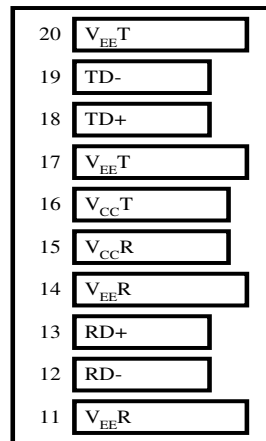 20 VEET
19 TD-
18 TD+
17 VEET
16 VCCT
15 VCCR
14 VEER
13 RD+
12 RD-
11 VEER